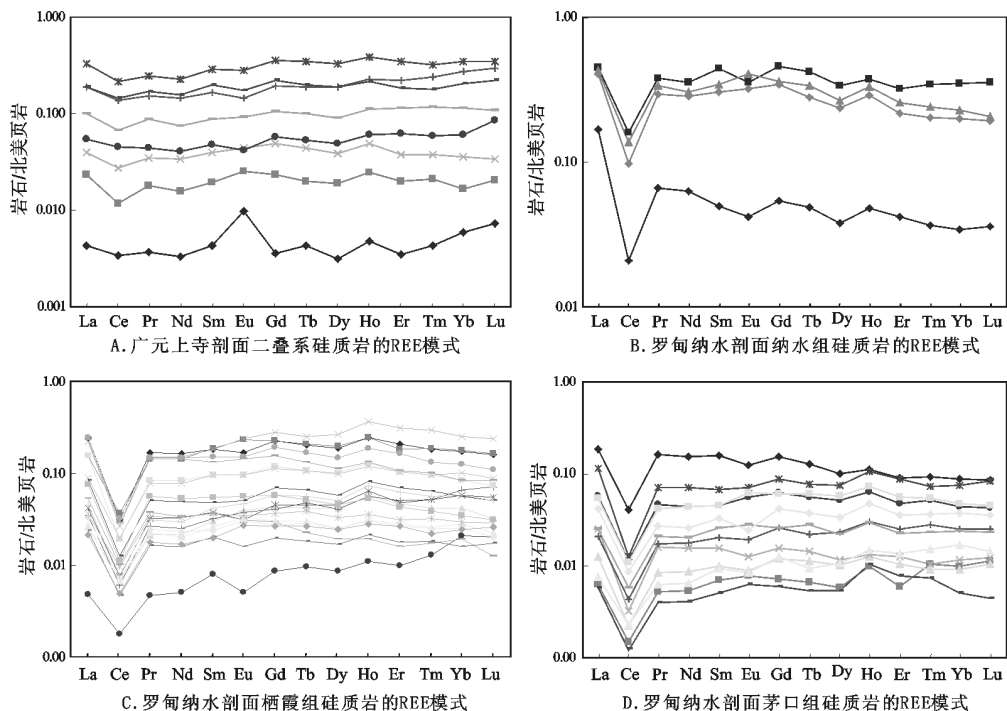 岩石/北美页岩
1.000
0.100
0.010
0.001
La Ce Pr Nd Sm Eu Gd Tb Dy Ho Er Tm Yb Lu
A.广元上寺剖面二叠系硅质岩的REE模式
岩石/北美页岩
1.00
0.10
0.01
La Ce Pr Nd Sm Eu Gd Tb Dy Ho Er Tm Yb Lu
B.罗甸纳水剖面纳水组硅质岩的REE模式
岩石/北美页岩
1.00
0.10
0.01
0.00
La Ce Pr Nd Sm Eu Gd Tb Dy Ho Er Tm Yb Lu
C.罗甸纳水剖面栖霞组硅质岩的REE模式
岩石/北美页岩
1.00
0.10
0.01
0.00
La Ce Pr Nd Sm Eu Gd Tb Dy Ho Er Tm Yb Lu
D.罗甸纳水剖面茅口组硅质岩的REE模式